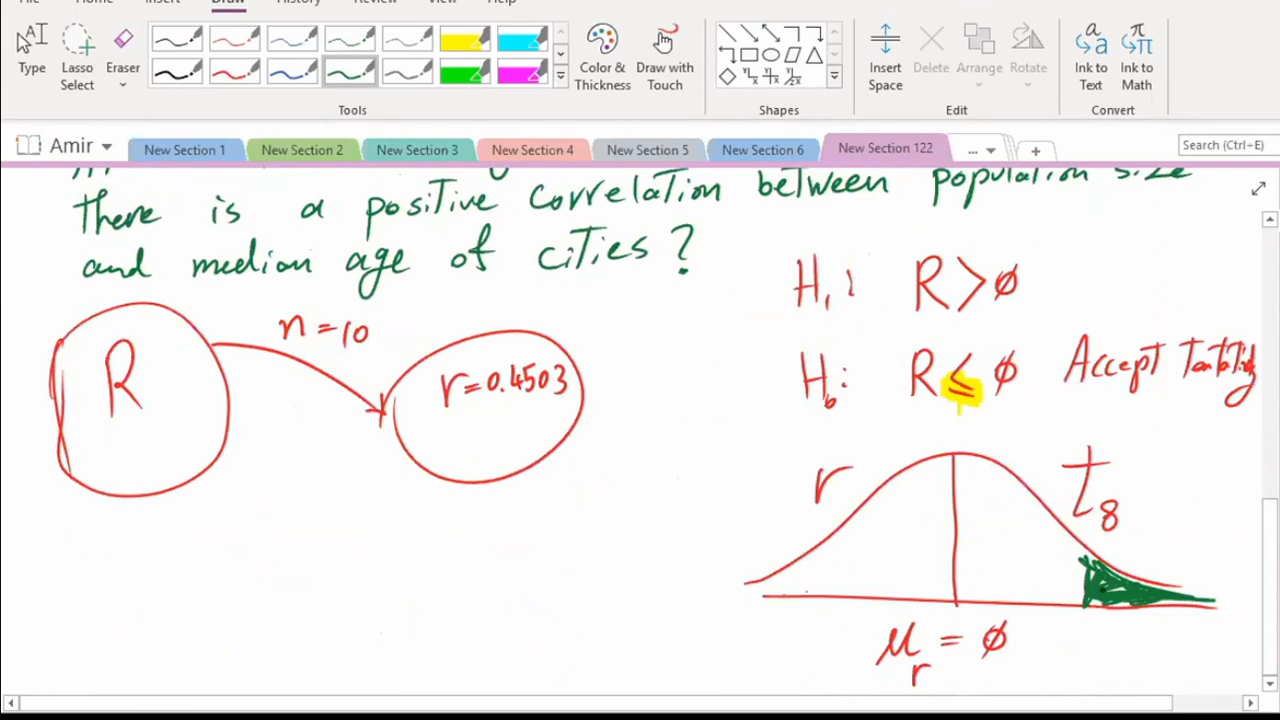 Home Insert Draw History Review View Help
Type
Lasso Select
Eraser
Color & Thickness
Draw with Touch
Insert Space
Delete
Arrange
Rotate
Ink to Text
Ink to Math
Tools
Shapes
Edit
Convert
Amir
New Section 1
New Section 2
New Section 3
New Section 4
New Section 5
New Section 6
New Section 122
...
Search (Ctrl+E)
there is a positive correlation between population size
and median age of cities?
H₁: R > ϕ
n = 10
R
r = 0.4503
H₀: R ≤ ϕ Accept Tentatively
r
t₈
μr = ϕ